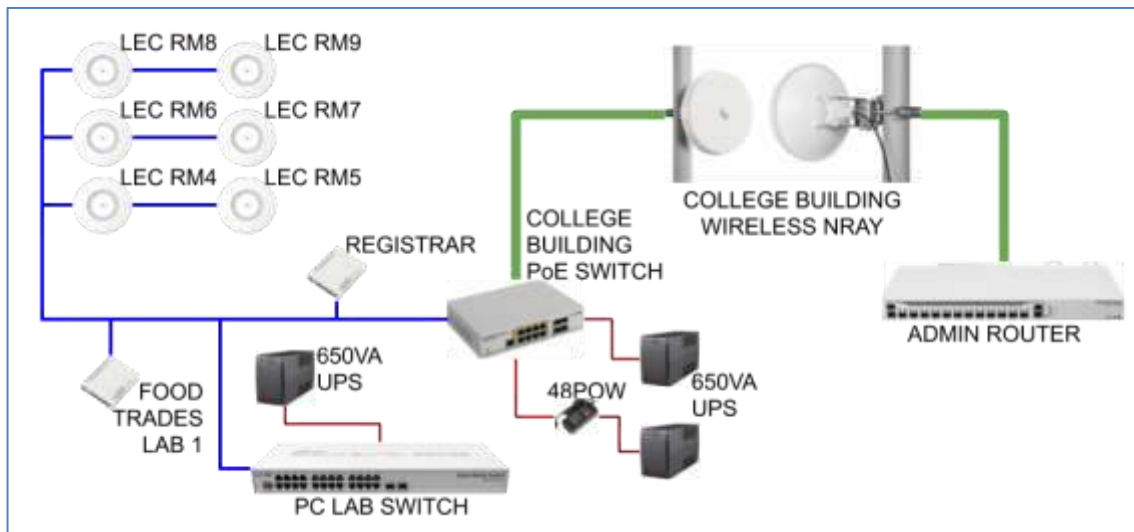 LEC RM8
LEC RM9
LEC RM6
LEC RM7
LEC RM4
LEC RM5
COLLEGE BUILDING
WIRELESS NRAY
COLLEGE
BUILDING
PoE SWITCH
REGISTRAR
ADMIN ROUTER
650VA
UPS
FOOD
TRADES
LAB 1
48POW
650VA
UPS
PC LAB SWITCH